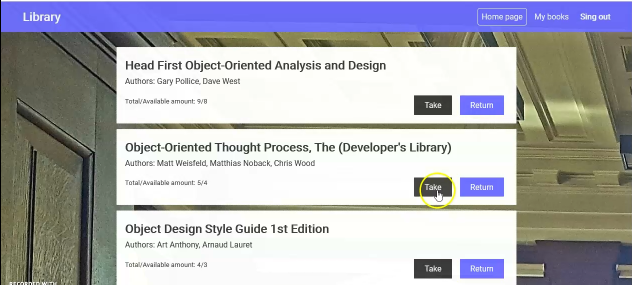 Library
Home page
My books
Sing out
Head First Object-Oriented Analysis and Design
Authors: Gary Pollice, Dave West
Total/Available amount: 9/8
Take
Return
Object-Oriented Thought Process, The (Developer's Library)
Authors: Matt Weisfeld, Matthias Noback, Chris Wood
Total/Available amount: 5/4
Take
Return
Object Design Style Guide 1st Edition
Authors: Art Anthony, Arnaud Lauret
Total/Available amount: 4/3
Take
Return
RECORDED WITH